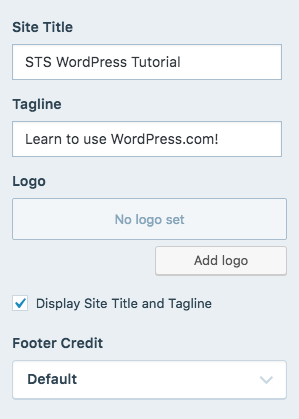 Site Title
STS WordPress Tutorial
Tagline
Learn to use WordPress.com!
Logo
No logo set
Add logo
Display Site Title and Tagline
Footer Credit
Default